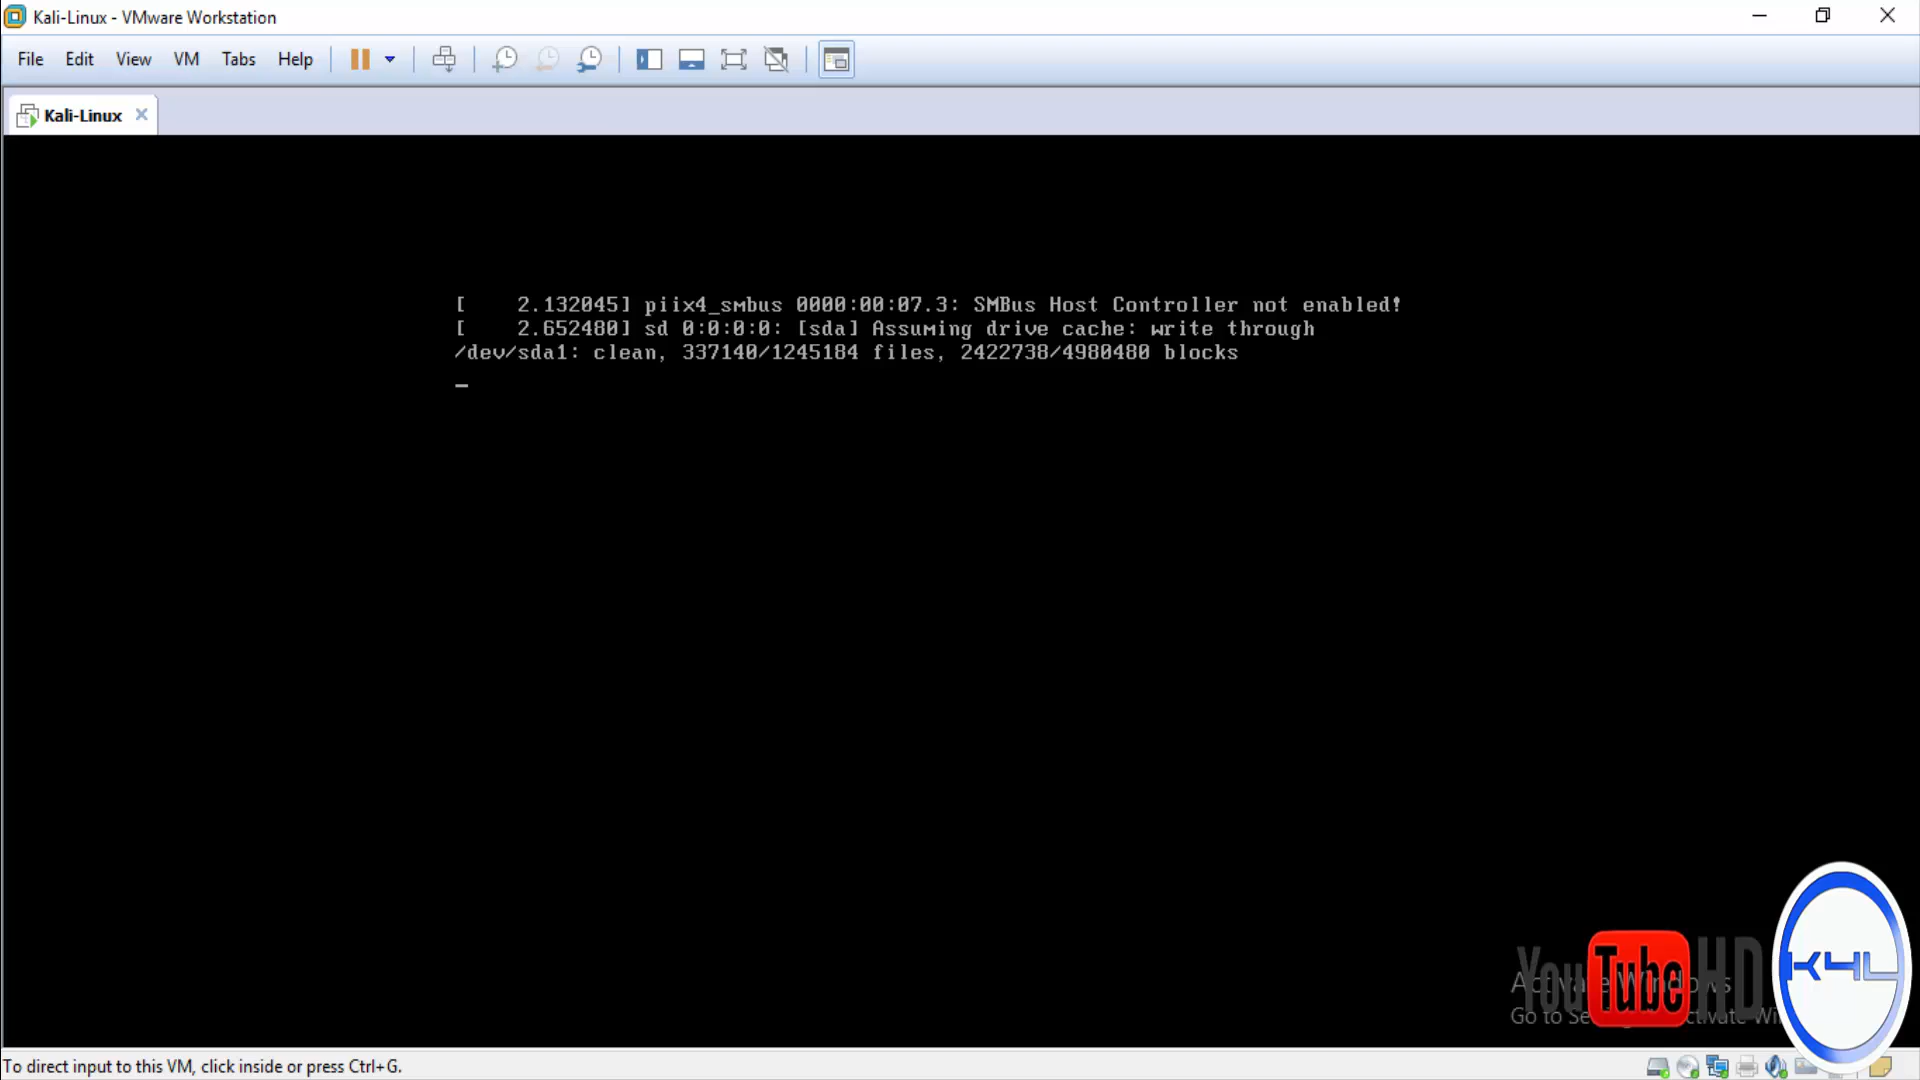 Kali-Linux - VMware Workstation
File Edit View VM Tabs Help
Kali-Linux
[    2.132045] piix4_smbus 0000:00:07.3: SMBus Host Controller not enabled!
[    2.652480] sd 0:0:0:0: [sda] Assuming drive cache: write through
/dev/sda1: clean, 337140/1245184 files, 2422738/4980480 blocks
YouTube HD
K4L
Go to
To direct input to this VM, click inside or press Ctrl+G.